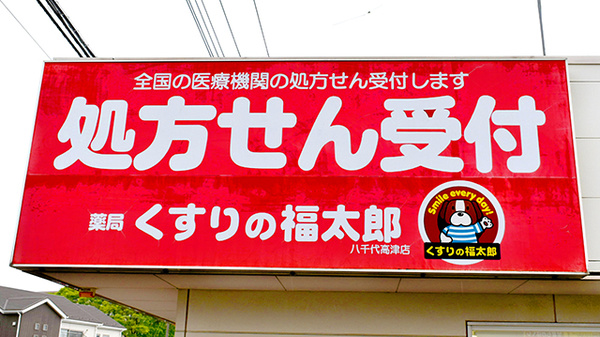 全国の医療機関の処方せん受付します
処方せん受付
薬局 くすりの福太郎
八千代高津店
Smile every day!
くすりの福太郎